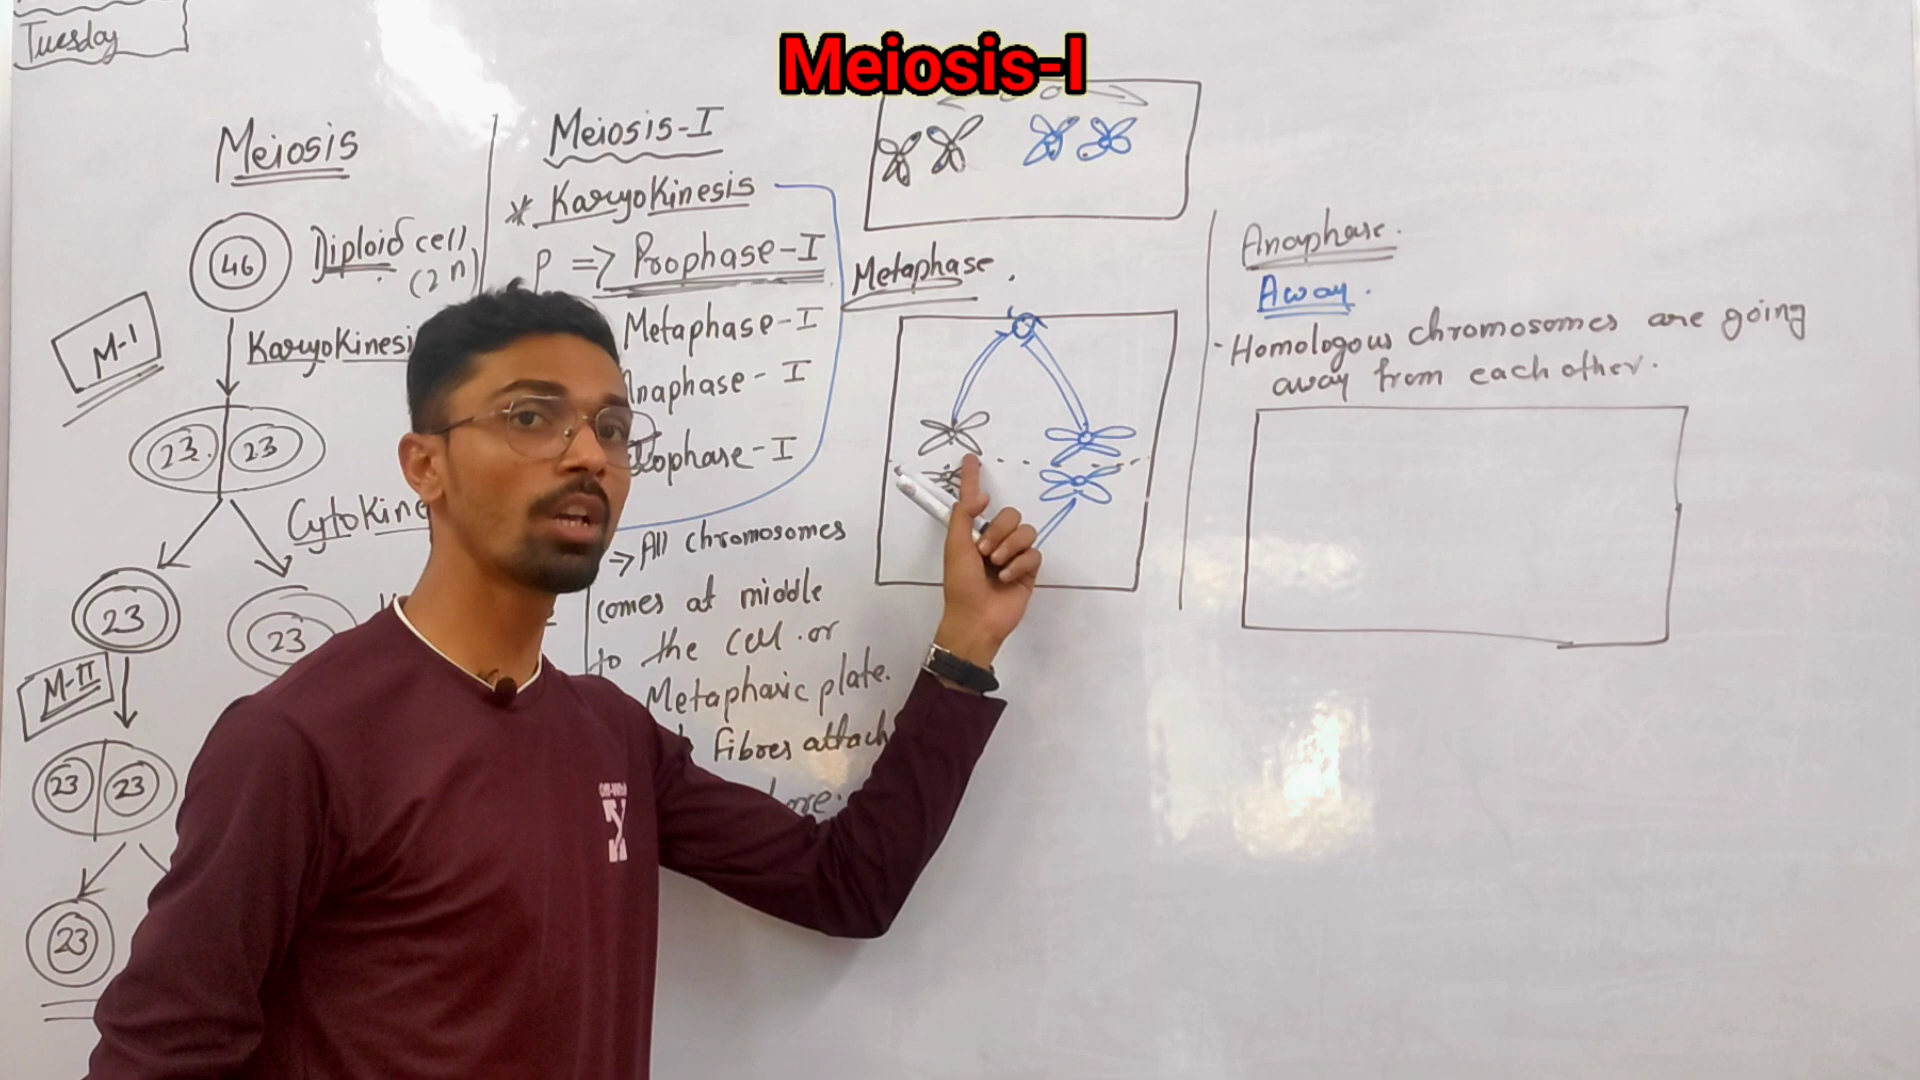 Meiosis-I
Tuesday
Meiosis
46
Diploid cell
(2n)
M-I
Karyokinesi
23
23
Cytokine
23
23
M-II
23
23
23
Meiosis-I
* Karyokinesis
P => Prophase-I
Metaphase-I
Anaphase-I
lophase-I
=> All chromosomes
comes at middle
to the cell or
Metaphasic plate.
fibres attach
Metaphase.
Anaphase.
Away.
- Homologous chromosomes are going
away from each other.